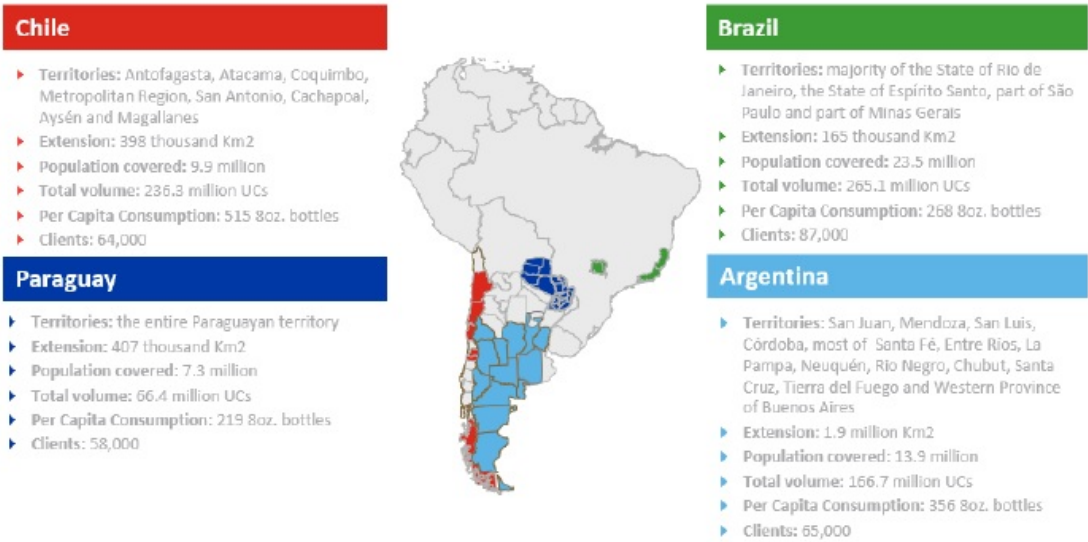 Chile
Territories: Antofagasta, Atacama, Coquimbo,
Metropolitan Region, San Antonio, Cachapoal,
Aysén and Magallanes
Extension: 398 thousand Km2
Population covered: 9.9 million
Total volume: 236.3 million UCs
Per Capita Consumption: 515 8oz. bottles
Clients: 64,000
Paraguay
Territories: the entire Paraguayan territory
Extension: 407 thousand Km2
Population covered: 7.3 million
Total volume: 66.4 million UCs
Per Capita Consumption: 219 8oz. bottles
Clients: 58,000
Brazil
Territories: majority of the State of Rio de
Janeiro, the State of Espírito Santo, part of São
Paulo and part of Minas Gerais
Extension: 165 thousand Km2
Population covered: 23.5 million
Total volume: 265.1 million UCs
Per Capita Consumption: 268 8oz. bottles
Clients: 87,000
Argentina
Territories: San Juan, Mendoza, San Luis,
Córdoba, most of Santa Fé, Entre Ríos, La
Pampa, Neuquén, Rio Negro, Chubut, Santa
Cruz, Tierra del Fuego and Western Province
of Buenos Aires
Extension: 1.9 million Km2
Population covered: 13.9 million
Total volume: 166.7 million UCs
Per Capita Consumption: 356 8oz. bottles
Clients: 65,000